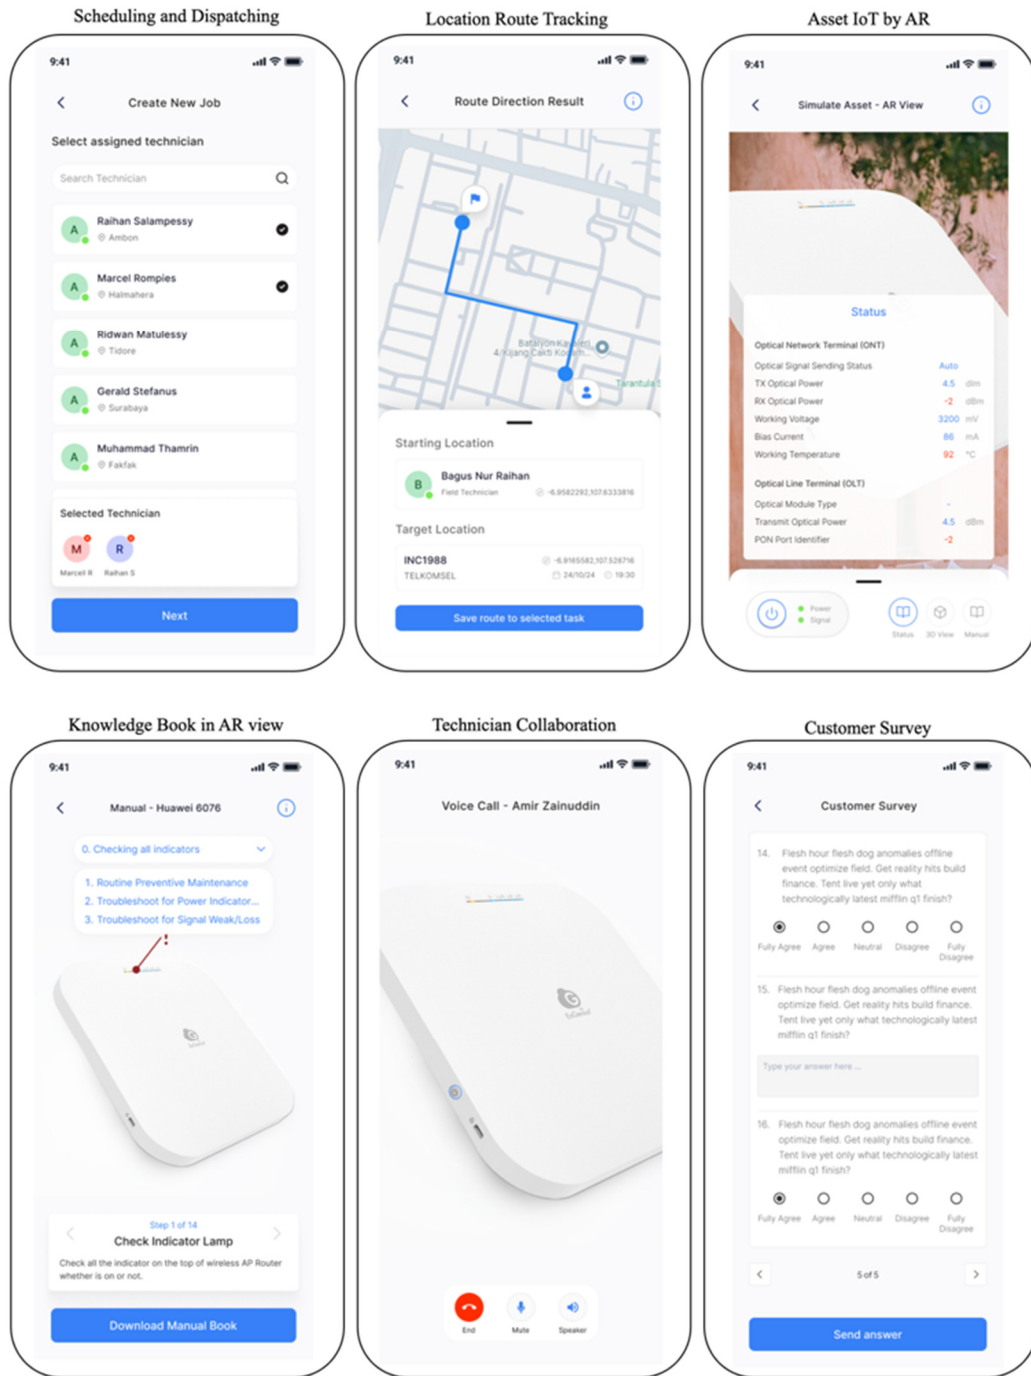 Scheduling and Dispatching
9:41
Create New Job
Select assigned technician
Search Technician
A
Raihan Salampessy
Ambon
A
Marcel Rompies
Halmahera
A
Ridwan Matulessy
Tidore
A
Gerald Stefanus
Surabaya
A
Muhammad Thamrin
Fakfak
Selected Technician
M
R
Marcell R
Raihan S
Next
Location Route Tracking
9:41
Route Direction Result
Batalyon Kavaleri
4/Kijang Cakti Kodam...
Tarantula
Starting Location
B
Bagus Nur Raihan
Field Technician
-6.9582292,107.6333816
Target Location
INC1988
-6.9165582,107.528716
TELKOMSEL
24/10/24
19:30
Save route to selected task
Asset IoT by AR
9:41
Simulate Asset - AR View
Status
Optical Network Terminal (ONT)
Optical Signal Sending Status Auto
TX Optical Power 4.5 dlm
RX Optical Power -2 dBm
Working Voltage 3200 mV
Bias Current 86 mA
Working Temperature 92 °C
Optical Line Terminal (OLT)
Optical Module Type -
Transmit Optical Power 4.5 dBm
PON Port Identifier -2
Power
Signal
Status
3D View
Manual
Knowledge Book in AR view
9:41
Manual - Huawei 6076
0. Checking all indicators
1. Routine Preventive Maintenance
2. Troubleshoot for Power Indicator...
3. Troubleshoot for Signal Weak/Loss
Step 1 of 14
Check Indicator Lamp
Check all the indicator on the top of wireless AP Router
whether is on or not.
Download Manual Book
Technician Collaboration
9:41
Voice Call - Amir Zainuddin
End
Mute
Speaker
Customer Survey
9:41
Customer Survey
14. Flesh hour flesh dog anomalies offline
event optimize field. Get reality hits build
finance. Tent live yet only what
technologically latest mifflin q1 finish?
Fully Agree
Agree
Neutral
Disagree
Fully
Disagree
15. Flesh hour flesh dog anomalies offline event
optimize field. Get reality hits build finance.
Tent live yet only what technologically latest
mifflin q1 finish?
Type your answer here ...
16. Flesh hour flesh dog anomalies offline event
optimize field. Get reality hits build finance.
Tent live yet only what technologically latest
mifflin q1 finish?
Fully Agree
Agree
Neutral
Disagree
Fully
Disagree
5 of 5
Send answer